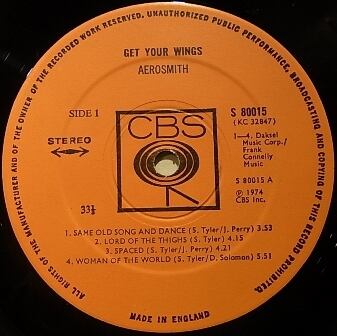 ALL RIGHTS OF THE MANUFACTURER AND OF THE OWNER OF THE RECORDED WORK RESERVED. UNAUTHORIZED PUBLIC PERFORMANCE, BROADCASTING AND COPYING OF THIS RECORD PROHIBITED.
GET YOUR WINGS
AEROSMITH
SIDE 1
S 80015
(KC 32847)
CBS
STEREO
1—4. Daksel
Music Corp./
Frank
Connelly
Music
S 80015 A
℗ 1974
CBS Inc.
33⅓
1. SAME OLD SONG AND DANCE (S. Tyler/J. Perry) 3.53
2. LORD OF THE THIGHS (S. Tyler) 4.15
3. SPACED (S. Tyler/J. Perry) 4.21
4. WOMAN OF THE WORLD (S. Tyler/D. Solomon) 5.51
MADE IN ENGLAND